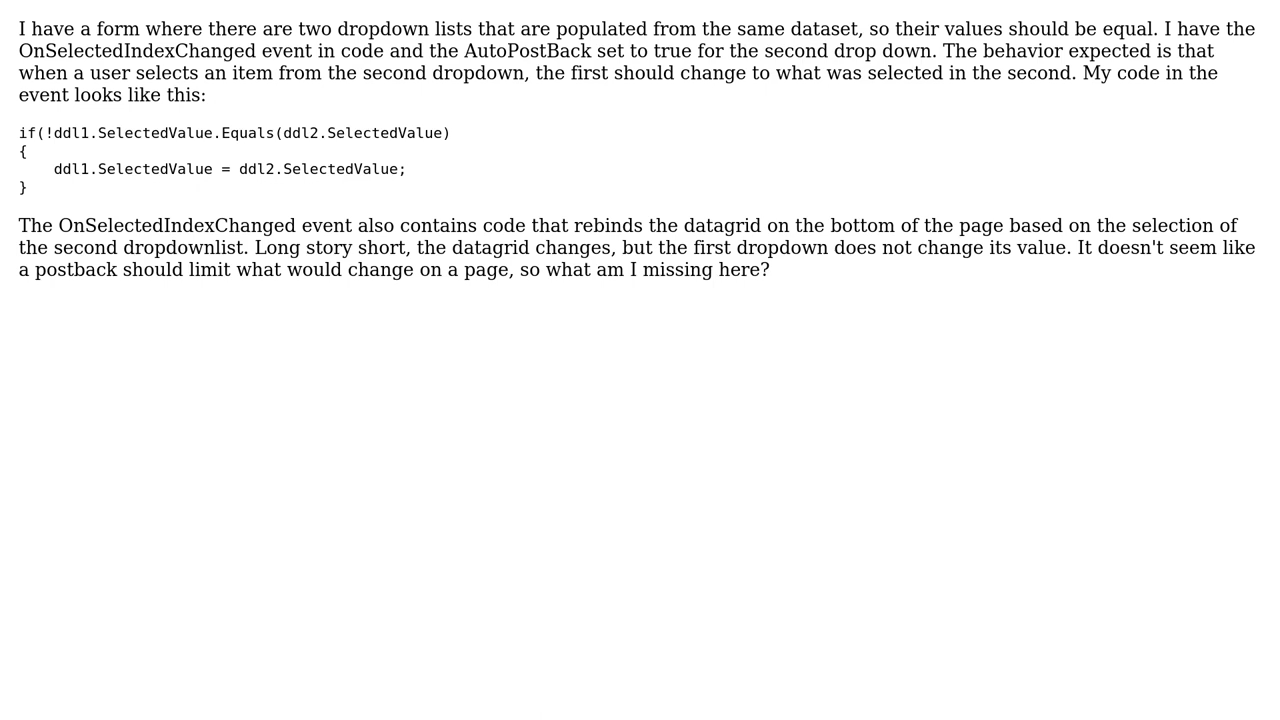 I have a form where there are two dropdown lists that are populated from the same dataset, so their values should be equal. I have the
OnSelectedIndexChanged event in code and the AutoPostBack set to true for the second drop down. The behavior expected is that
when a user selects an item from the second dropdown, the first should change to what was selected in the second. My code in the
event looks like this:
if(!ddl1.SelectedValue.Equals(ddl2.SelectedValue)
{
    ddl1.SelectedValue = ddl2.SelectedValue;
}
The OnSelectedIndexChanged event also contains code that rebinds the datagrid on the bottom of the page based on the selection of
the second dropdownlist. Long story short, the datagrid changes, but the first dropdown does not change its value. It doesn't seem like
a postback should limit what would change on a page, so what am I missing here?